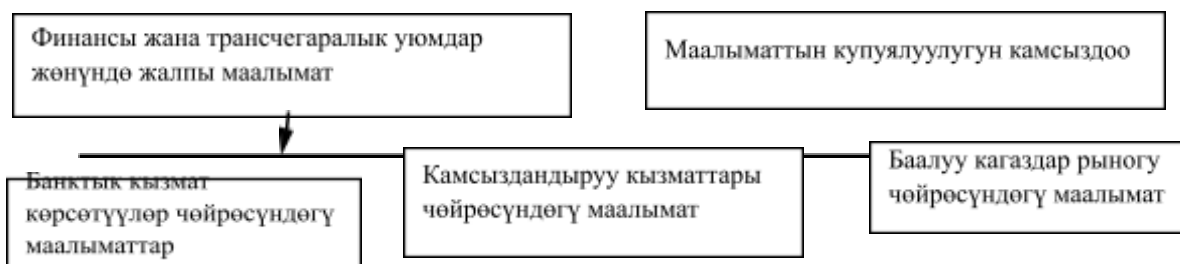 Финансы жана трансчегаралык уюмдар
жөнүндө жалпы маалымат
Маалыматтын купуялуулугун камсыздоо
Банктык кызмат
көрсөтүүлөр чөйрөсүндөгү
маалыматтар
Камсыздандыруу кызматтары
чөйрөсүндөгү маалымат
Баалуу кагаздар рыногу
чөйрөсүндөгү маалымат